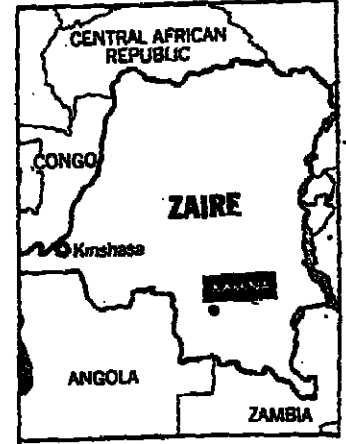 CENTRAL AFRICAN
REPUBLIC
CONGO
ZAIRE
Kinshasa
ANGOLA
ZAMBIA